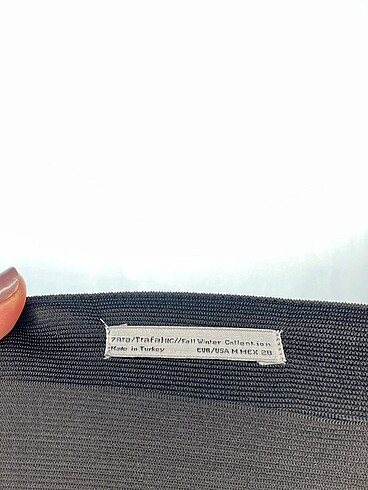 ZARA/Trafaluc//Fall Winter Collection
Made in Turkey EUR/USA M MEX 28